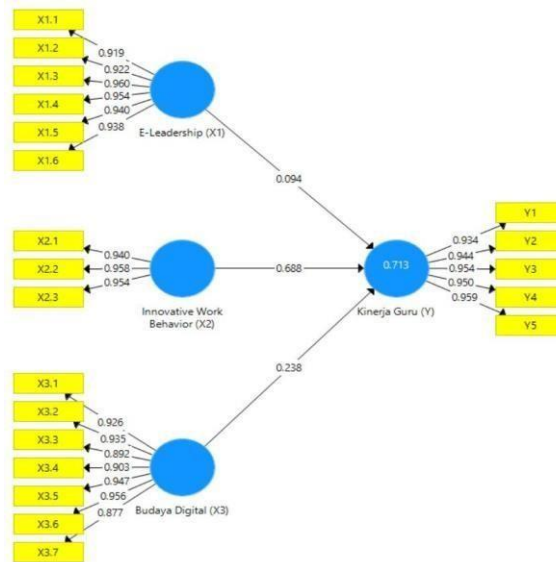 X1.1
X1.2
X1.3
X1.4
X1.5
X1.6
0.919
0.922
0.960
0.954
0.940
0.938
E-Leadership (X1)
0.094
X2.1
X2.2
X2.3
0.940
0.958
0.954
Innovative Work
Behavior (X2)
0.688
0.713
Kinerja Guru (Y)
0.934
0.944
0.954
0.950
0.959
Y1
Y2
Y3
Y4
Y5
0.238
X3.1
X3.2
X3.3
X3.4
X3.5
X3.6
X3.7
0.926
0.935
0.892
0.903
0.947
0.956
0.877
Budaya Digital (X3)